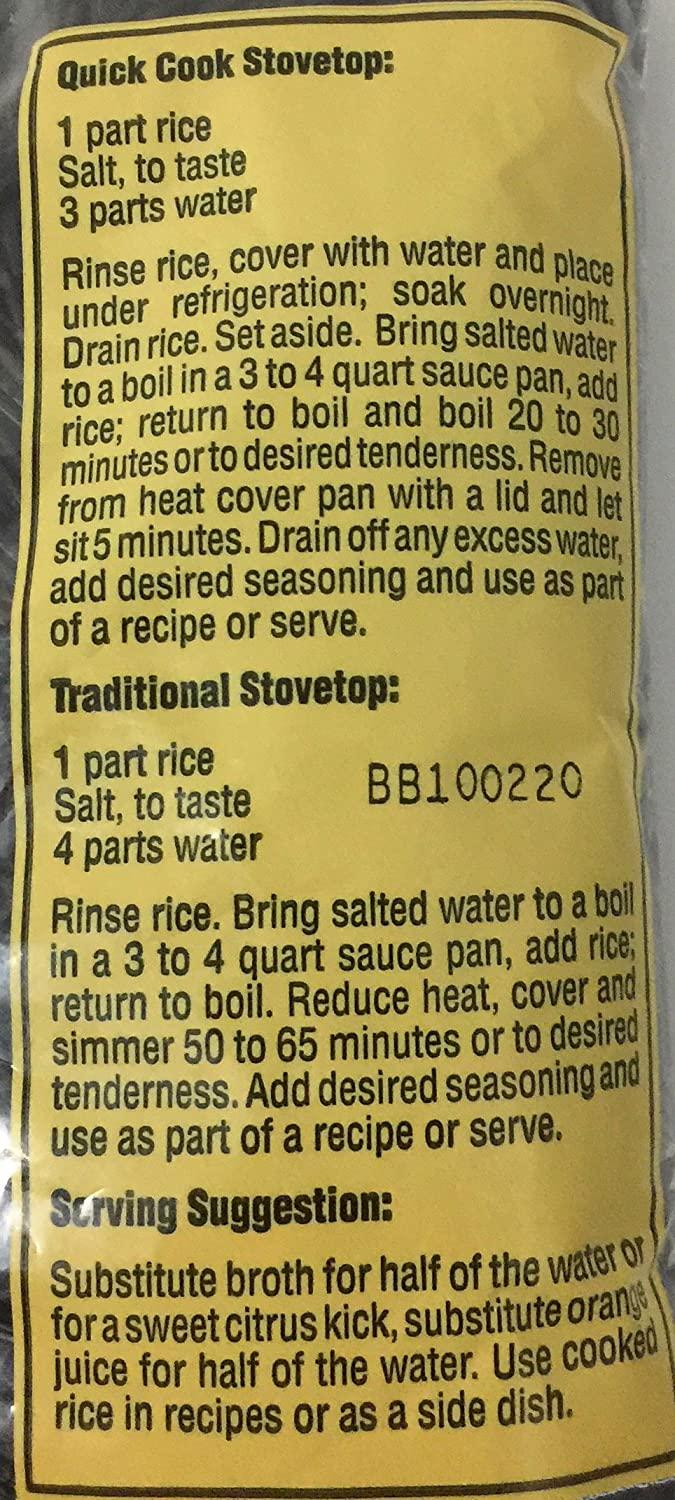 Quick Cook Stovetop:
1 part rice
Salt, to taste
3 parts water
Rinse rice, cover with water and place
under refrigeration; soak overnight.
Drain rice. Set aside. Bring salted water
to a boil in a 3 to 4 quart sauce pan, add
rice; return to boil and boil 20 to 30
minutes or to desired tenderness. Remove
from heat cover pan with a lid and let
sit 5 minutes. Drain off any excess water,
add desired seasoning and use as part
of a recipe or serve.
Traditional Stovetop:
1 part rice
Salt, to taste
BB100220
4 parts water
Rinse rice. Bring salted water to a boil
in a 3 to 4 quart sauce pan, add rice;
return to boil. Reduce heat, cover and
simmer 50 to 65 minutes or to desired
tenderness. Add desired seasoning and
use as part of a recipe or serve.
Serving Suggestion:
Substitute broth for half of the water or
for a sweet citrus kick, substitute orange
juice for half of the water. Use cooked
rice in recipes or as a side dish.